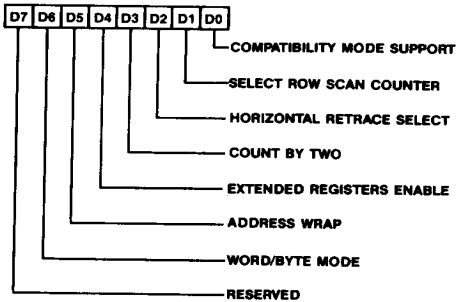 D7 D6 D5 D4 D3 D2 D1 D0
COMPATIBILITY MODE SUPPORT
SELECT ROW SCAN COUNTER
HORIZONTAL RETRACE SELECT
COUNT BY TWO
EXTENDED REGISTERS ENABLE
ADDRESS WRAP
WORD/BYTE MODE
RESERVED